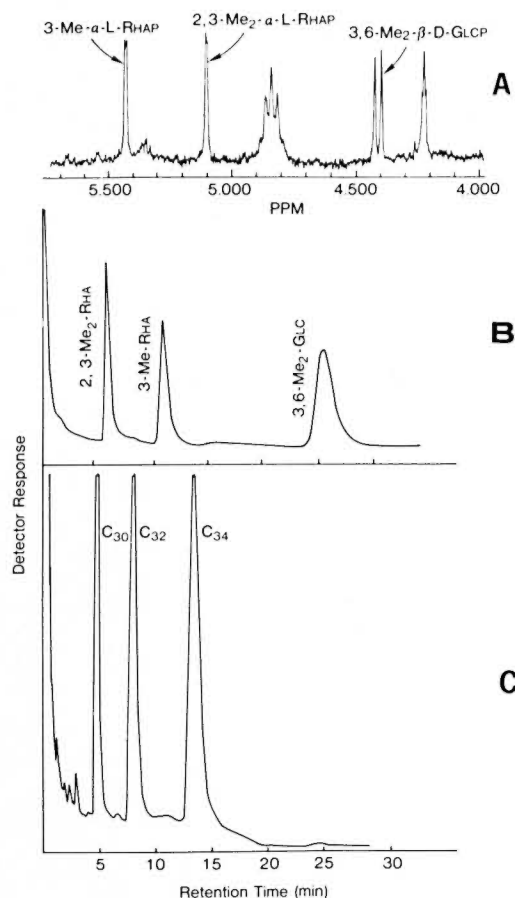 3-Me-α-L-RHAP
2,3-Me₂-α-L-RHAP
3,6-Me₂-β-D-GLCP
A
5.500 5.000 4.500 4.000
PPM
2,3-Me₂-RHA
3-Me-RHA
3,6-Me₂-GLC
B
Detector Response
C₃₀ C₃₂ C₃₄
C
5 10 15 20 25 30
Retention Time (min)